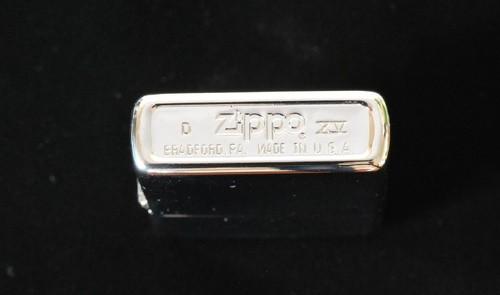 D Zippo XV
©
BRADFORD, PA. MADE IN U.S.A.